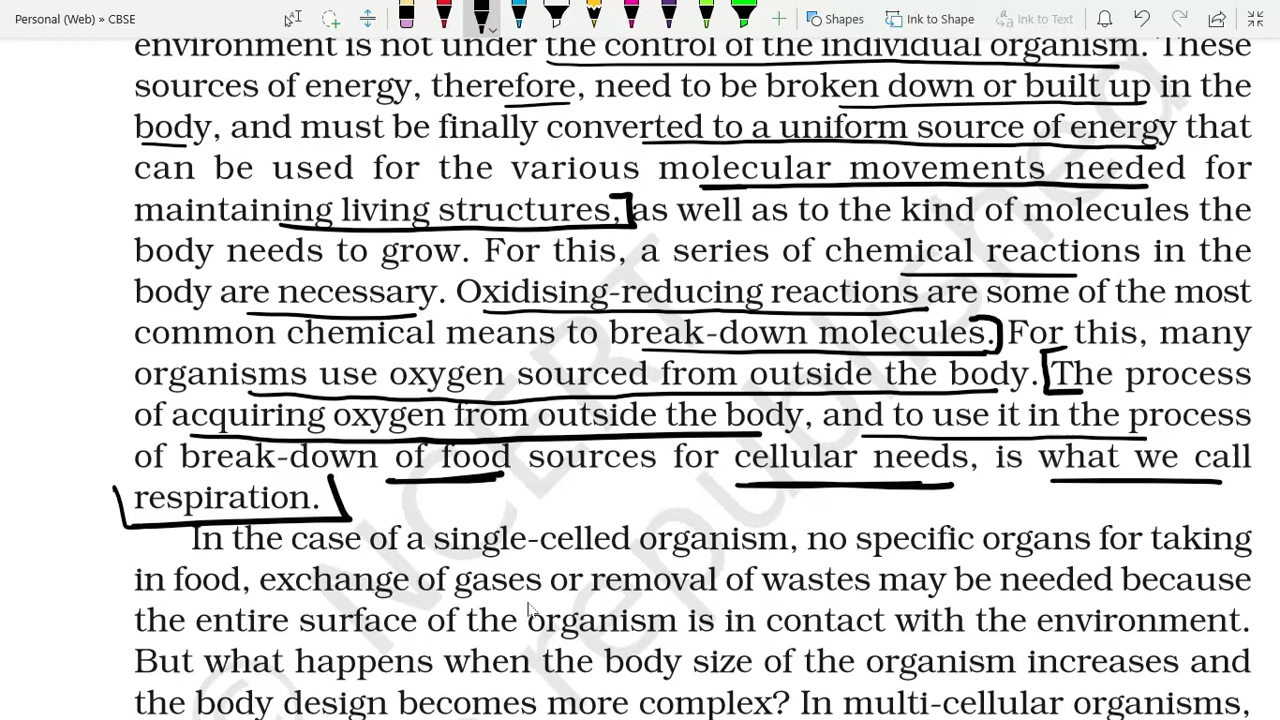 Personal (Web) » CBSE
Shapes
Ink to Shape
Ink to Text
environment is not under the control of the individual organism. These
sources of energy, therefore, need to be broken down or built up in the
body, and must be finally converted to a uniform source of energy that
can be used for the various molecular movements needed for
maintaining living structures, as well as to the kind of molecules the
body needs to grow. For this, a series of chemical reactions in the
body are necessary. Oxidising-reducing reactions are some of the most
common chemical means to break-down molecules. For this, many
organisms use oxygen sourced from outside the body. The process
of acquiring oxygen from outside the body, and to use it in the process
of break-down of food sources for cellular needs, is what we call
respiration.
In the case of a single-celled organism, no specific organs for taking
in food, exchange of gases or removal of wastes may be needed because
the entire surface of the organism is in contact with the environment.
But what happens when the body size of the organism increases and
the body design becomes more complex? In multi-cellular organisms,
© NCERT
republished